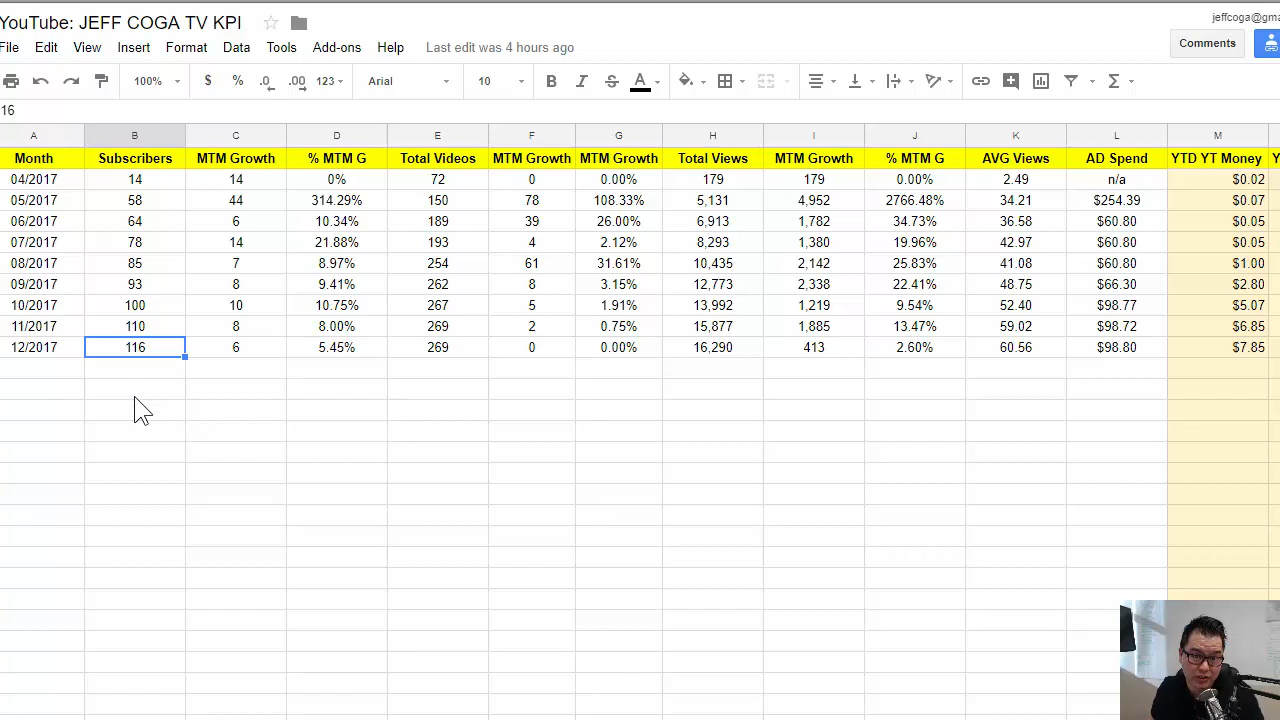 YouTube: JEFF COGA TV KPI
jeffcoga@gma
File Edit View Insert Format Data Tools Add-ons Help Last edit was 4 hours ago
Comments
100% $ % .0 .00 123 Arial 10 B I S A
16
A B C D E F G H I J K L M
Month Subscribers MTM Growth % MTM G Total Videos MTM Growth MTM Growth Total Views MTM Growth % MTM G AVG Views AD Spend YTD YT Money Y
04/2017 14 14 0% 72 0 0.00% 179 179 0.00% 2.49 n/a $0.02
05/2017 58 44 314.29% 150 78 108.33% 5,131 4,952 2766.48% 34.21 $254.39 $0.07
06/2017 64 6 10.34% 189 39 26.00% 6,913 1,782 34.73% 36.58 $60.80 $0.05
07/2017 78 14 21.88% 193 4 2.12% 8,293 1,380 19.96% 42.97 $60.80 $0.05
08/2017 85 7 8.97% 254 61 31.61% 10,435 2,142 25.83% 41.08 $60.80 $1.00
09/2017 93 8 9.41% 262 8 3.15% 12,773 2,338 22.41% 48.75 $66.30 $2.80
10/2017 100 10 10.75% 267 5 1.91% 13,992 1,219 9.54% 52.40 $98.77 $5.07
11/2017 110 8 8.00% 269 2 0.75% 15,877 1,885 13.47% 59.02 $98.72 $6.85
12/2017 116 6 5.45% 269 0 0.00% 16,290 413 2.60% 60.56 $98.80 $7.85